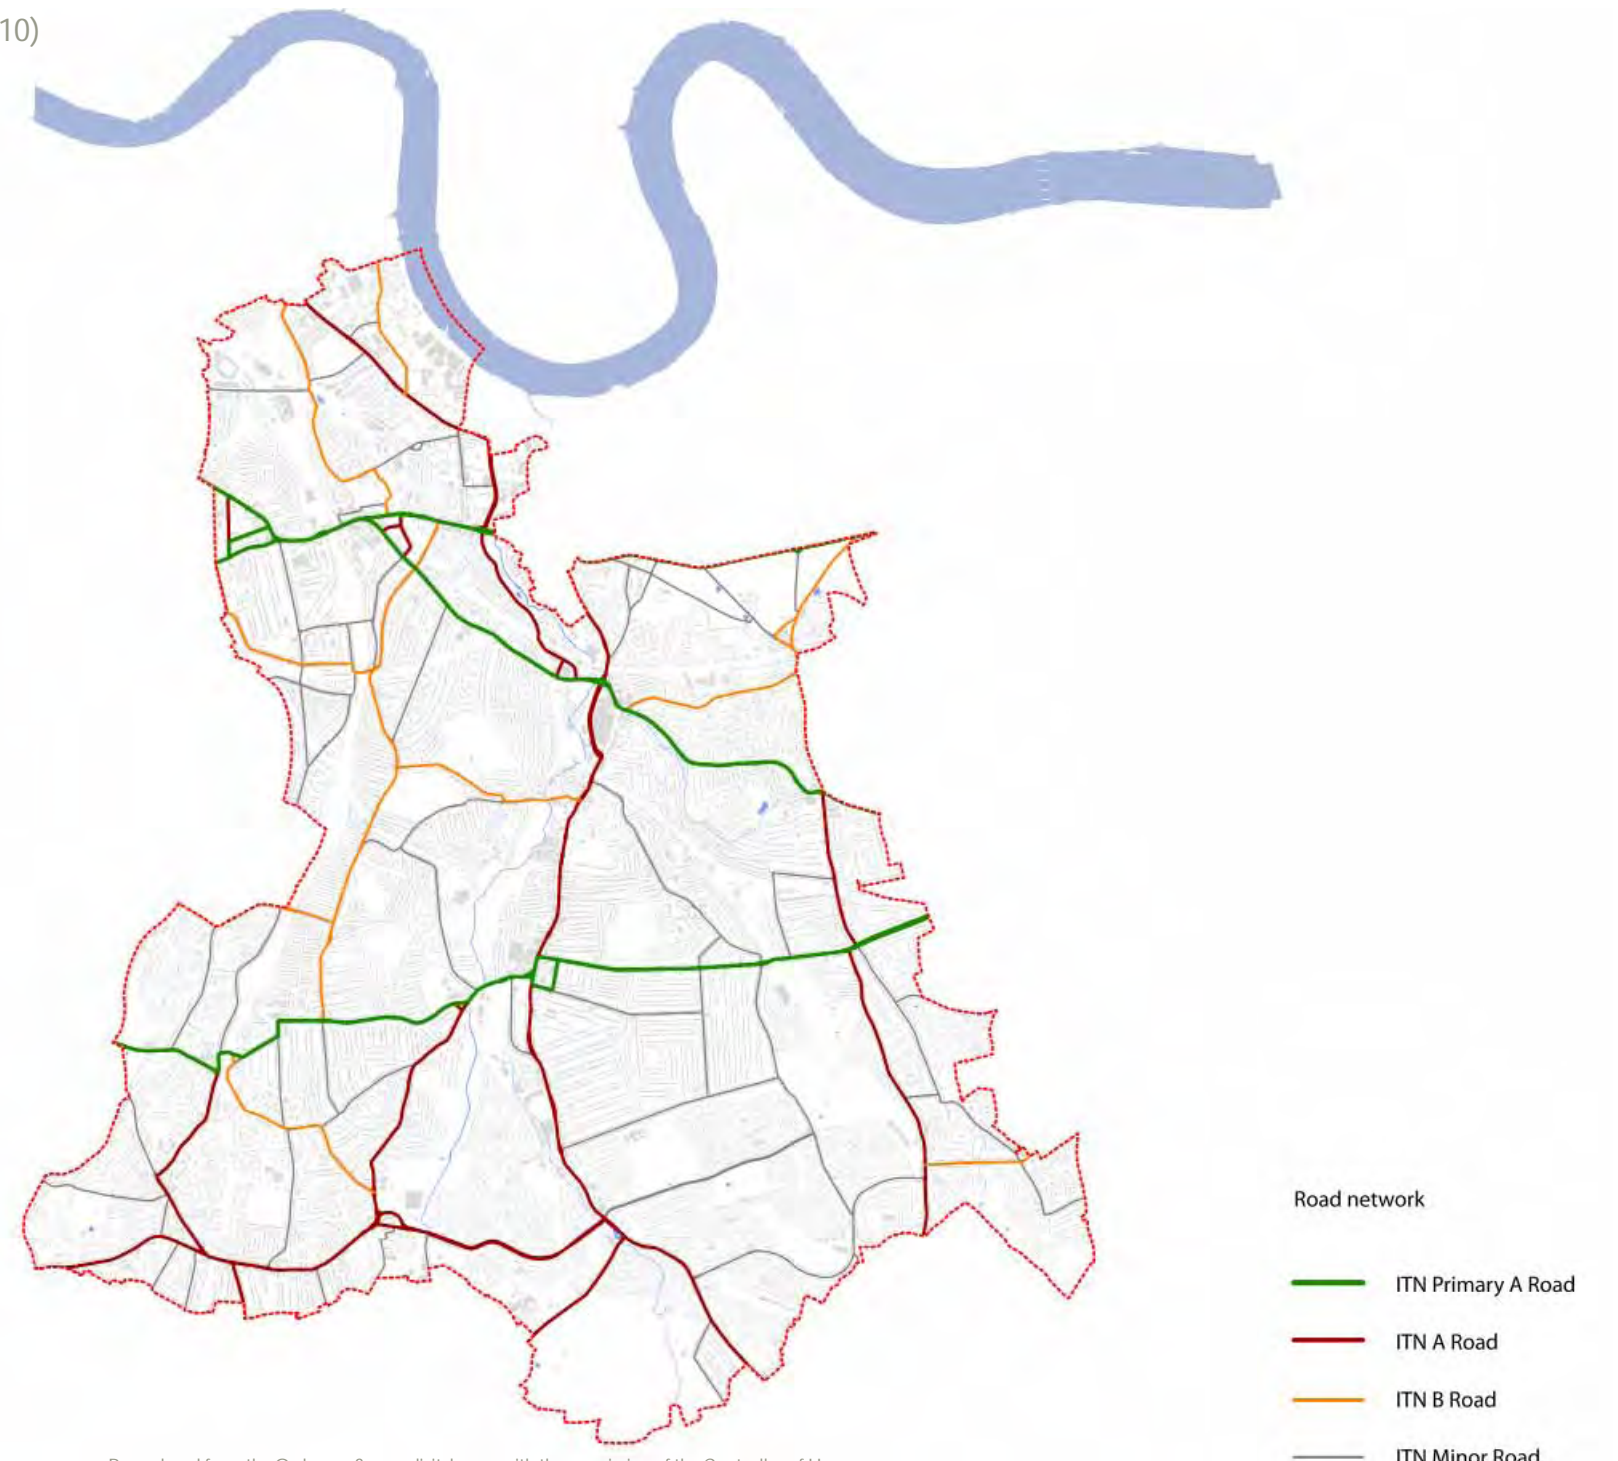 10)
Road network
ITN Primary A Road
ITN A Road
ITN B Road
ITN Minor Road